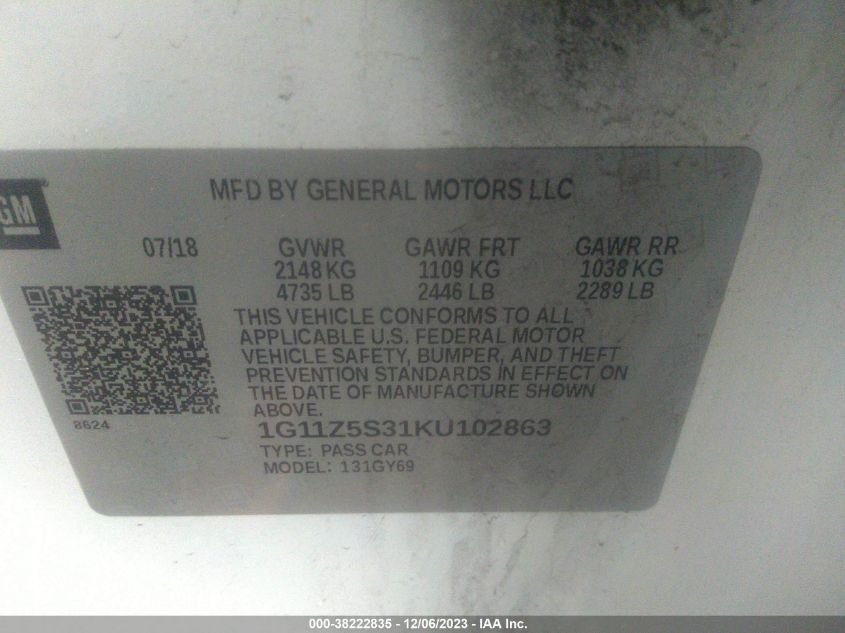 GM
MFD BY GENERAL MOTORS LLC
07/18 GVWR GAWR FRT GAWR RR
2148 KG 1109 KG 1038 KG
4735 LB 2446 LB 2289 LB
THIS VEHICLE CONFORMS TO ALL
APPLICABLE U.S. FEDERAL MOTOR
VEHICLE SAFETY, BUMPER, AND THEFT
PREVENTION STANDARDS IN EFFECT ON
THE DATE OF MANUFACTURE SHOWN
ABOVE.
8624
1G11Z5S31KU102863
TYPE: PASS CAR
MODEL: 131GY69
000-38222835 - 12/06/2023 - IAA Inc.